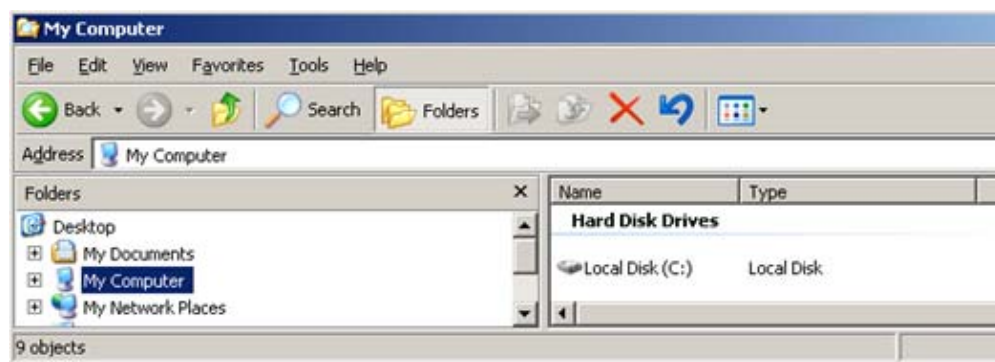 My Computer
File Edit View Favorites Tools Help
Back Search Folders
Address My Computer
Folders
Desktop
My Documents
My Computer
My Network Places
Name Type
Hard Disk Drives
Local Disk (C:) Local Disk
9 objects